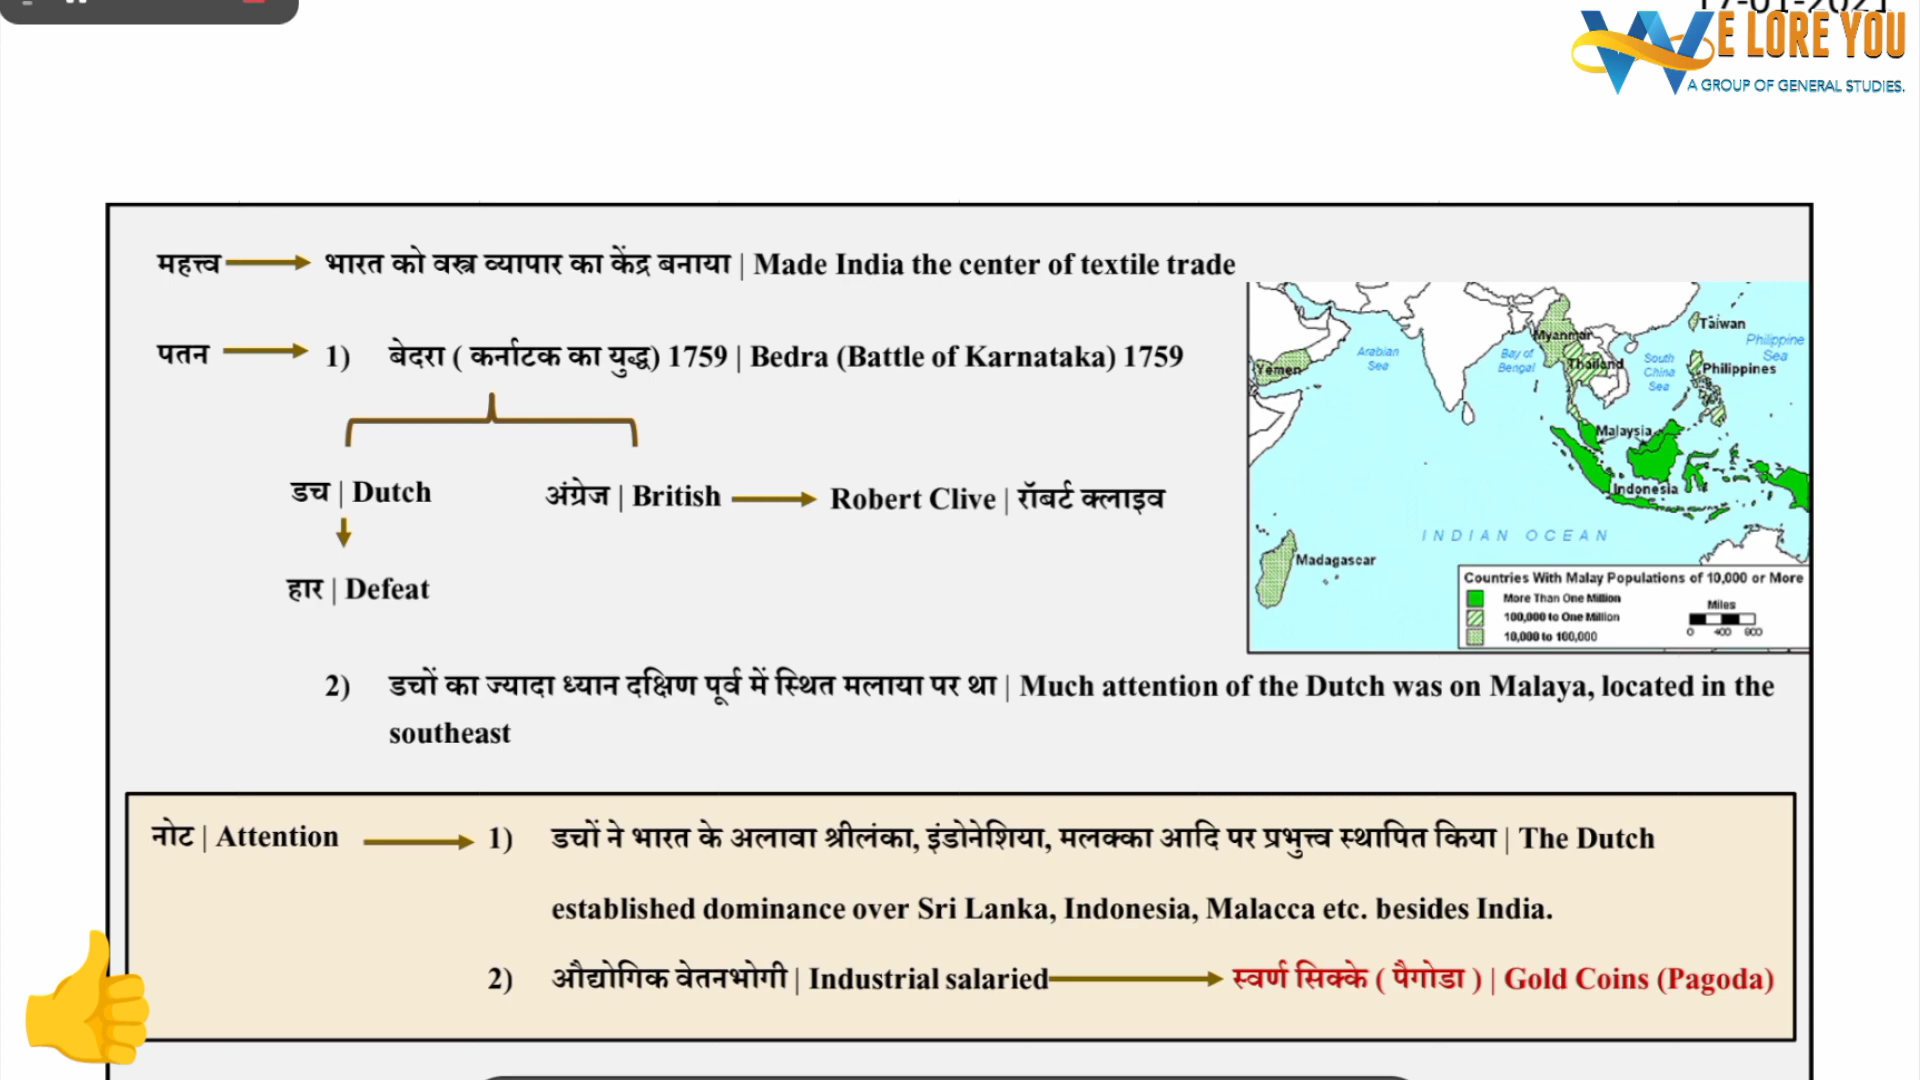 17-01-2021
WE LORE YOU
A GROUP OF GENERAL STUDIES.
महत्त्व भारत को वस्त्र व्यापार का केंद्र बनाया | Made India the center of textile trade
पतन 1) बेदरा ( कर्नाटक का युद्ध) 1759 | Bedra (Battle of Karnataka) 1759
डच | Dutch अंग्रेज | British Robert Clive | रॉबर्ट क्लाइव
हार | Defeat
Taiwan
Myanmar
Philippine
Sea
Arabian
Sea
Bay of
Bengal
Thailand
South
China
Sea
Yemen
Philippines
Malaysia
Indonesia
INDIAN OCEAN
Madagascar
Countries With Malay Populations of 10,000 or More
More Than One Million
100,000 to One Million
10,000 to 100,000
Miles
0 400 800
2) डचों का ज्यादा ध्यान दक्षिण पूर्व में स्थित मलाया पर था | Much attention of the Dutch was on Malaya, located in the
southeast
नोट | Attention 1) डचों ने भारत के अलावा श्रीलंका, इंडोनेशिया, मलक्का आदि पर प्रभुत्त्व स्थापित किया | The Dutch
established dominance over Sri Lanka, Indonesia, Malacca etc. besides India.
2) औद्योगिक वेतनभोगी | Industrial salaried स्वर्ण सिक्के ( पैगोडा ) | Gold Coins (Pagoda)